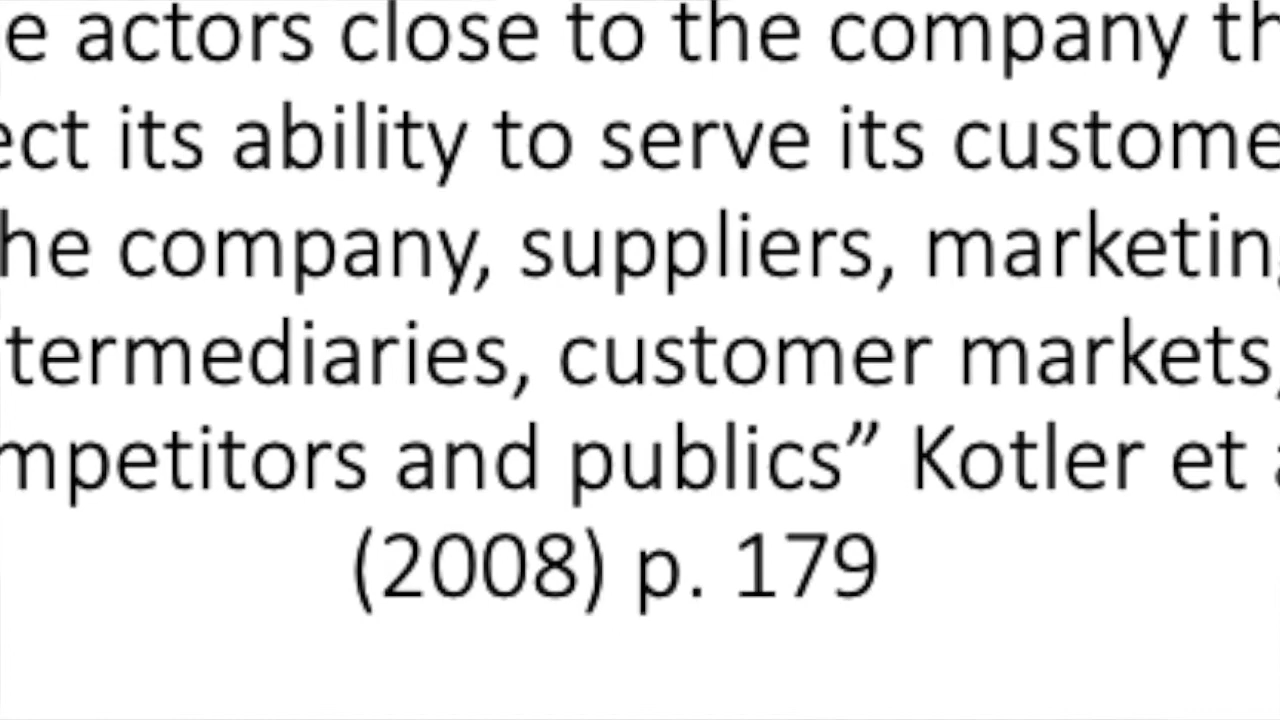 e actors close to the company th
ect its ability to serve its custome
he company, suppliers, marketin
termediaries, customer markets,
mpetitors and publics” Kotler et a
(2008) p. 179